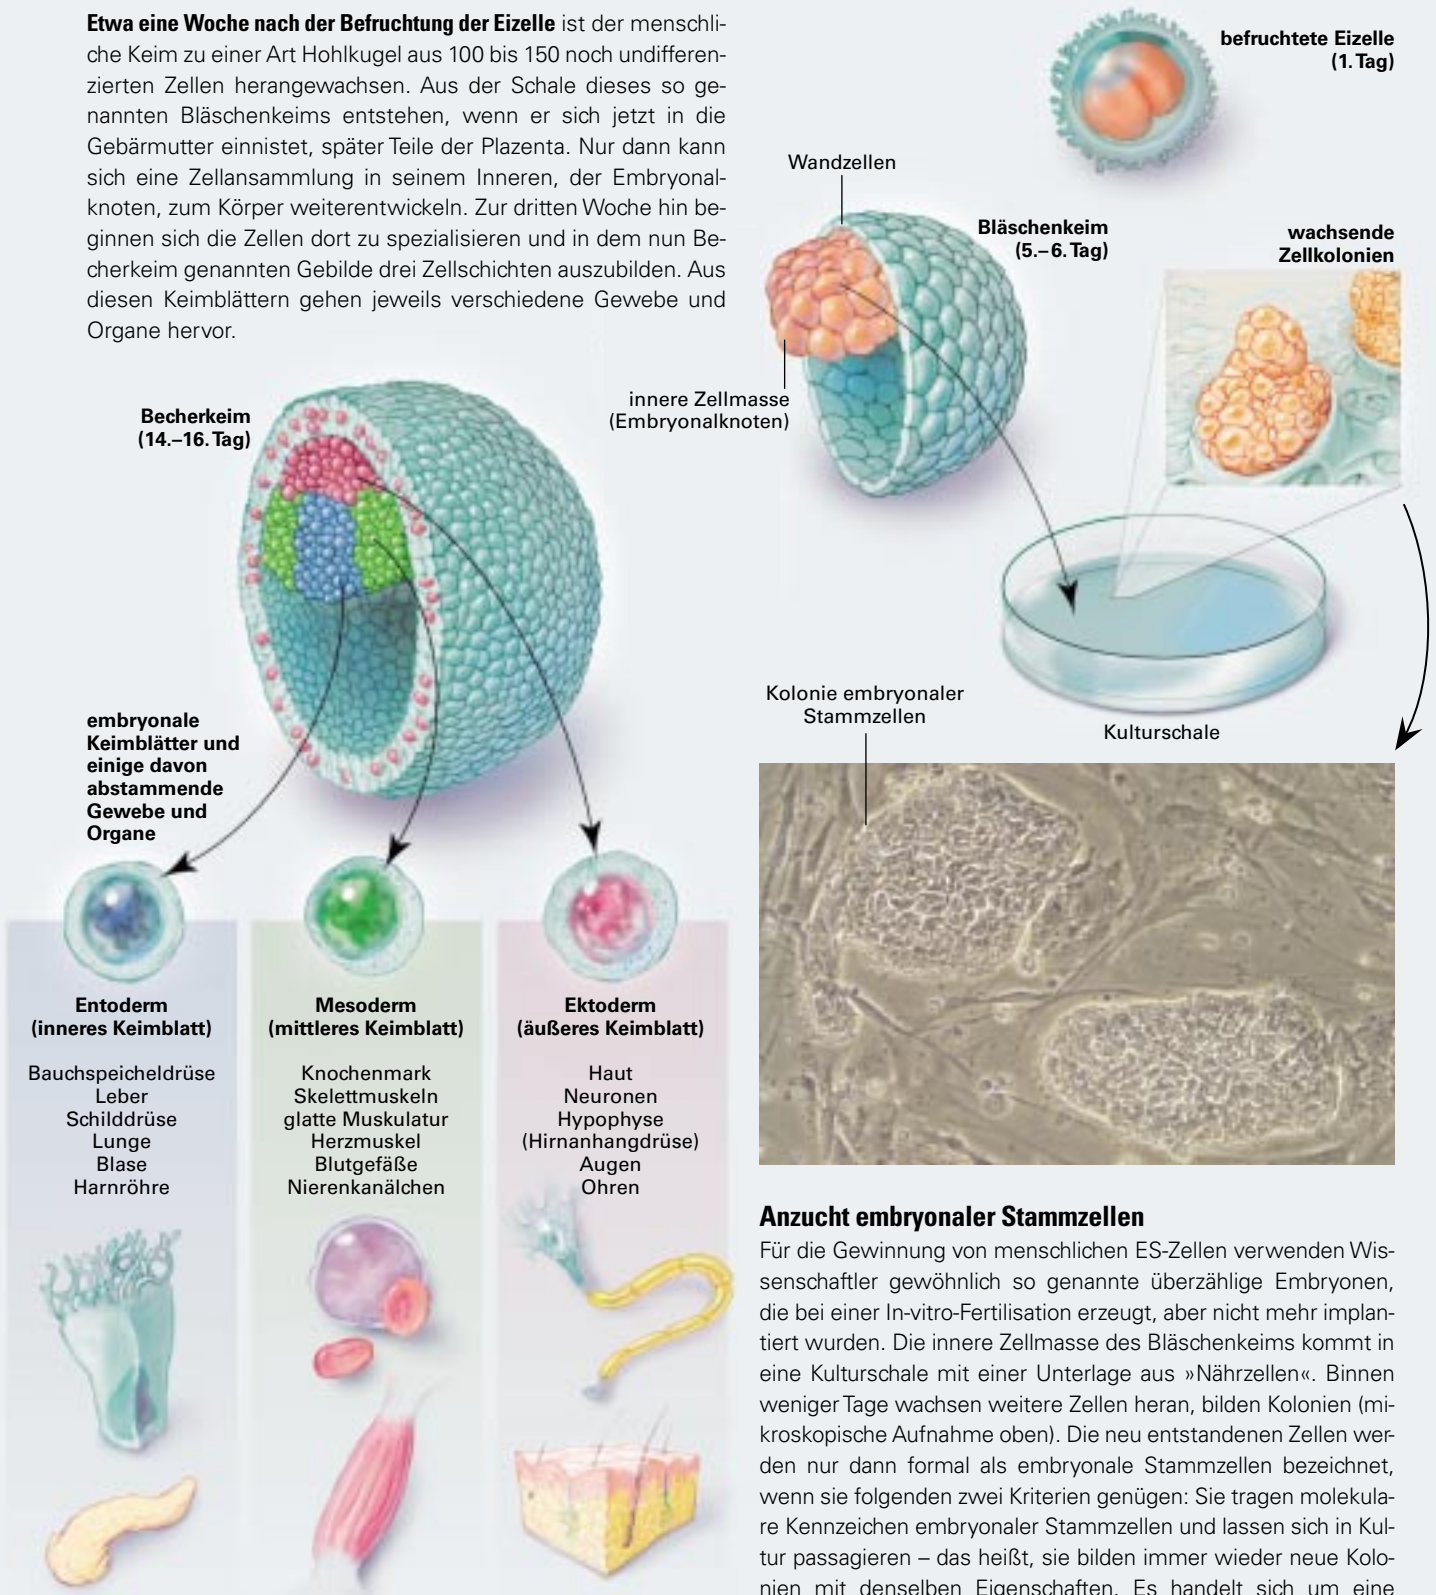 Etwa eine Woche nach der Befruchtung der Eizelle ist der menschli-
che Keim zu einer Art Hohlkugel aus 100 bis 150 noch undifferen-
zierten Zellen herangewachsen. Aus der Schale dieses so ge-
nannten Bläschenkeims entstehen, wenn er sich jetzt in die
Gebärmutter einnistet, später Teile der Plazenta. Nur dann kann
sich eine Zellansammlung in seinem Inneren, der Embryonal-
knoten, zum Körper weiterentwickeln. Zur dritten Woche hin be-
ginnen sich die Zellen dort zu spezialisieren und in dem nun Be-
cherkeim genannten Gebilde drei Zellschichten auszubilden. Aus
diesen Keimblättern gehen jeweils verschiedene Gewebe und
Organe hervor.
befruchtete Eizelle
(1. Tag)
Wandzellen
Bläschenkeim
(5.–6. Tag)
wachsende
Zellkolonien
innere Zellmasse
(Embryonalknoten)
Becherkeim
(14.–16. Tag)
Kulturschale
Kolonie embryonaler
Stammzellen
embryonale
Keimblätter und
einige davon
abstammende
Gewebe und
Organe
Entoderm
(inneres Keimblatt)
Bauchspeicheldrüse
Leber
Schilddrüse
Lunge
Blase
Harnröhre
Mesoderm
(mittleres Keimblatt)
Knochenmark
Skelettmuskeln
glatte Muskulatur
Herzmuskel
Blutgefäße
Nierenkanälchen
Ektoderm
(äußeres Keimblatt)
Haut
Neuronen
Hypophyse
(Hirnanhangdrüse)
Augen
Ohren
Anzucht embryonaler Stammzellen
Für die Gewinnung von menschlichen ES-Zellen verwenden Wis-
senschaftler gewöhnlich so genannte überzählige Embryonen,
die bei einer In-vitro-Fertilisation erzeugt, aber nicht mehr implan-
tiert wurden. Die innere Zellmasse des Bläschenkeims kommt in
eine Kulturschale mit einer Unterlage aus »Nährzellen«. Binnen
weniger Tage wachsen weitere Zellen heran, bilden Kolonien (mi-
kroskopische Aufnahme oben). Die neu entstandenen Zellen wer-
den nur dann formal als embryonale Stammzellen bezeichnet,
wenn sie folgenden zwei Kriterien genügen: Sie tragen molekula-
re Kennzeichen embryonaler Stammzellen und lassen sich in Kul-
tur passagieren – das heißt, sie bilden immer wieder neue Kolo-
nien mit denselben Eigenschaften. Es handelt sich um eine